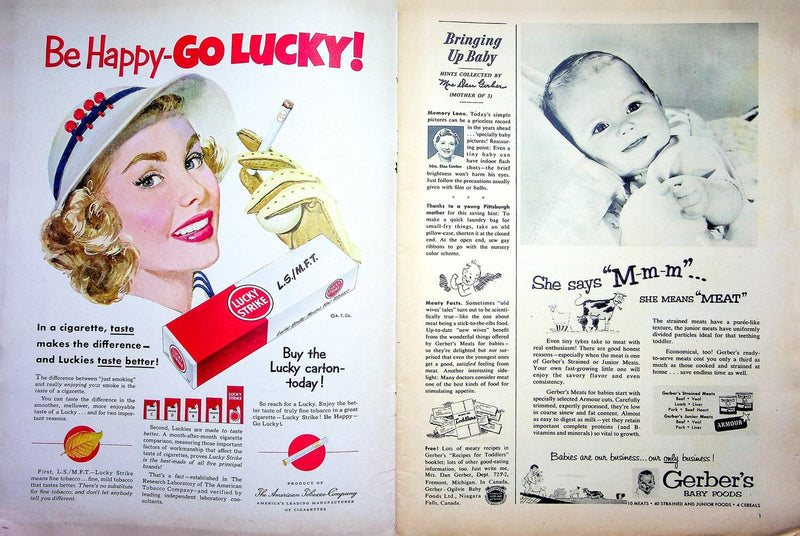 Be Happy-GO LUCKY!
L.S./M.F.T.
LUCKY
STRIKE
© A. T. Co.
In a cigarette, taste
makes the difference—
and Luckies taste better!
The difference between "just smoking"
and really enjoying your smoke is the
taste of a cigarette.
You can taste the difference in the
smoother, mellower, more enjoyable
taste of a Lucky . . . and for two impor-
tant reasons.
First, L.S./M.F.T.—Lucky Strike
means fine tobacco . . . fine, mild tobacco
that tastes better. There's no substitute
for fine tobacco, and don't let anybody
tell you different.
LUCKY
STRIKE
Second, Luckies are made to taste
better. A month-after-month cigarette
comparison, measuring those important
factors of workmanship that affect the
taste of cigarettes, proves Lucky Strike
is the best-made of all five principal
brands!
That's a fact—established in The
Research Laboratory of The American
Tobacco Company—and verified by
leading independent laboratory con-
sultants.
Buy the
Lucky carton-
today!
So reach for a Lucky. Enjoy the bet-
ter taste of truly fine tobacco in a great
cigarette—Lucky Strike! Be Happy—
Go Lucky!
PRODUCT OF
The American Tobacco Company
AMERICA'S LEADING MANUFACTURER
OF CIGARETTES
Bringing
Up Baby
HINTS COLLECTED BY
Mrs. Dan Gerber
(MOTHER OF 5)
Memory Lane. Today's simple
pictures can be a priceless record
in the years ahead
. . . 'specially baby
pictures! Reassur-
ing point: Even a
tiny baby can
have indoor flash
shots—the brief
brightness won't harm his eyes.
Just follow the precautions usually
given with film or bulbs.
Mrs. Dan Gerber
Thanks to a young Pittsburgh
mother for this saving hint: To
make a quick laundry bag for
small-fry things, take an old
pillow-case, shorten it at the closed
end. At the open end, sew gay
ribbons to go with the nursery
color scheme.
Meaty Facts. Sometimes "old
wives' tales" turn out to be scienti-
fically true—like the one about
meat being a stick-to-the-ribs food.
Up-to-date "new wives" benefit
from the wonderful things offered
by Gerber's Meats for babies—
they're delighted but not sur-
prised that even the youngest ones
get a good, satisfied feeling from
meat. Another interesting side-
light: Many doctors consider meat
one of the best kinds of food for
stimulating appetite.
Free! Lots of meaty recipes in
Gerber's "Recipes for Toddlers"
booklet; lots of other good-eating
information, too. Just write me,
Mrs. Dan Gerber, Dept. 729-2,
Fremont, Michigan. In Canada,
Gerber-Ogilvie Baby
Foods Ltd., Niagara
Falls, Canada.
She says "M-m-m"...
SHE MEANS "MEAT"
Even tiny tykes take to meat with
real enthusiasm! There are good honest
reasons—especially when the meat is one
of Gerber's Strained or Junior Meats.
Your own fast-growing little one will
enjoy the savory flavor and even
consistency.
Gerber's Meats for babies start with
specially selected Armour cuts. Carefully
trimmed, expertly processed, they're low
in coarse sinew and fat content. Almost
as easy to digest as milk—yet they retain
important complete proteins (and B-
vitamins and minerals) so vital to growth.
The strained meats have a purée-like
texture, the junior meats have uniformly
divided particles ideal for that teething
toddler.
Economical, too! Gerber's ready-
to-serve meats cost you only a third as
much as those cooked and strained at
home . . . save endless time as well.
Gerber's Strained Meats
Beef • Veal
Lamb • Liver
Pork • Beef Heart
Gerber's Junior Meats
Beef • Veal
Pork • Liver
ARMOUR
Babies are our business...our only business!
Gerber's
BABY FOODS
10 MEATS • 40 STRAINED AND JUNIOR FOODS • 4 CEREALS
1